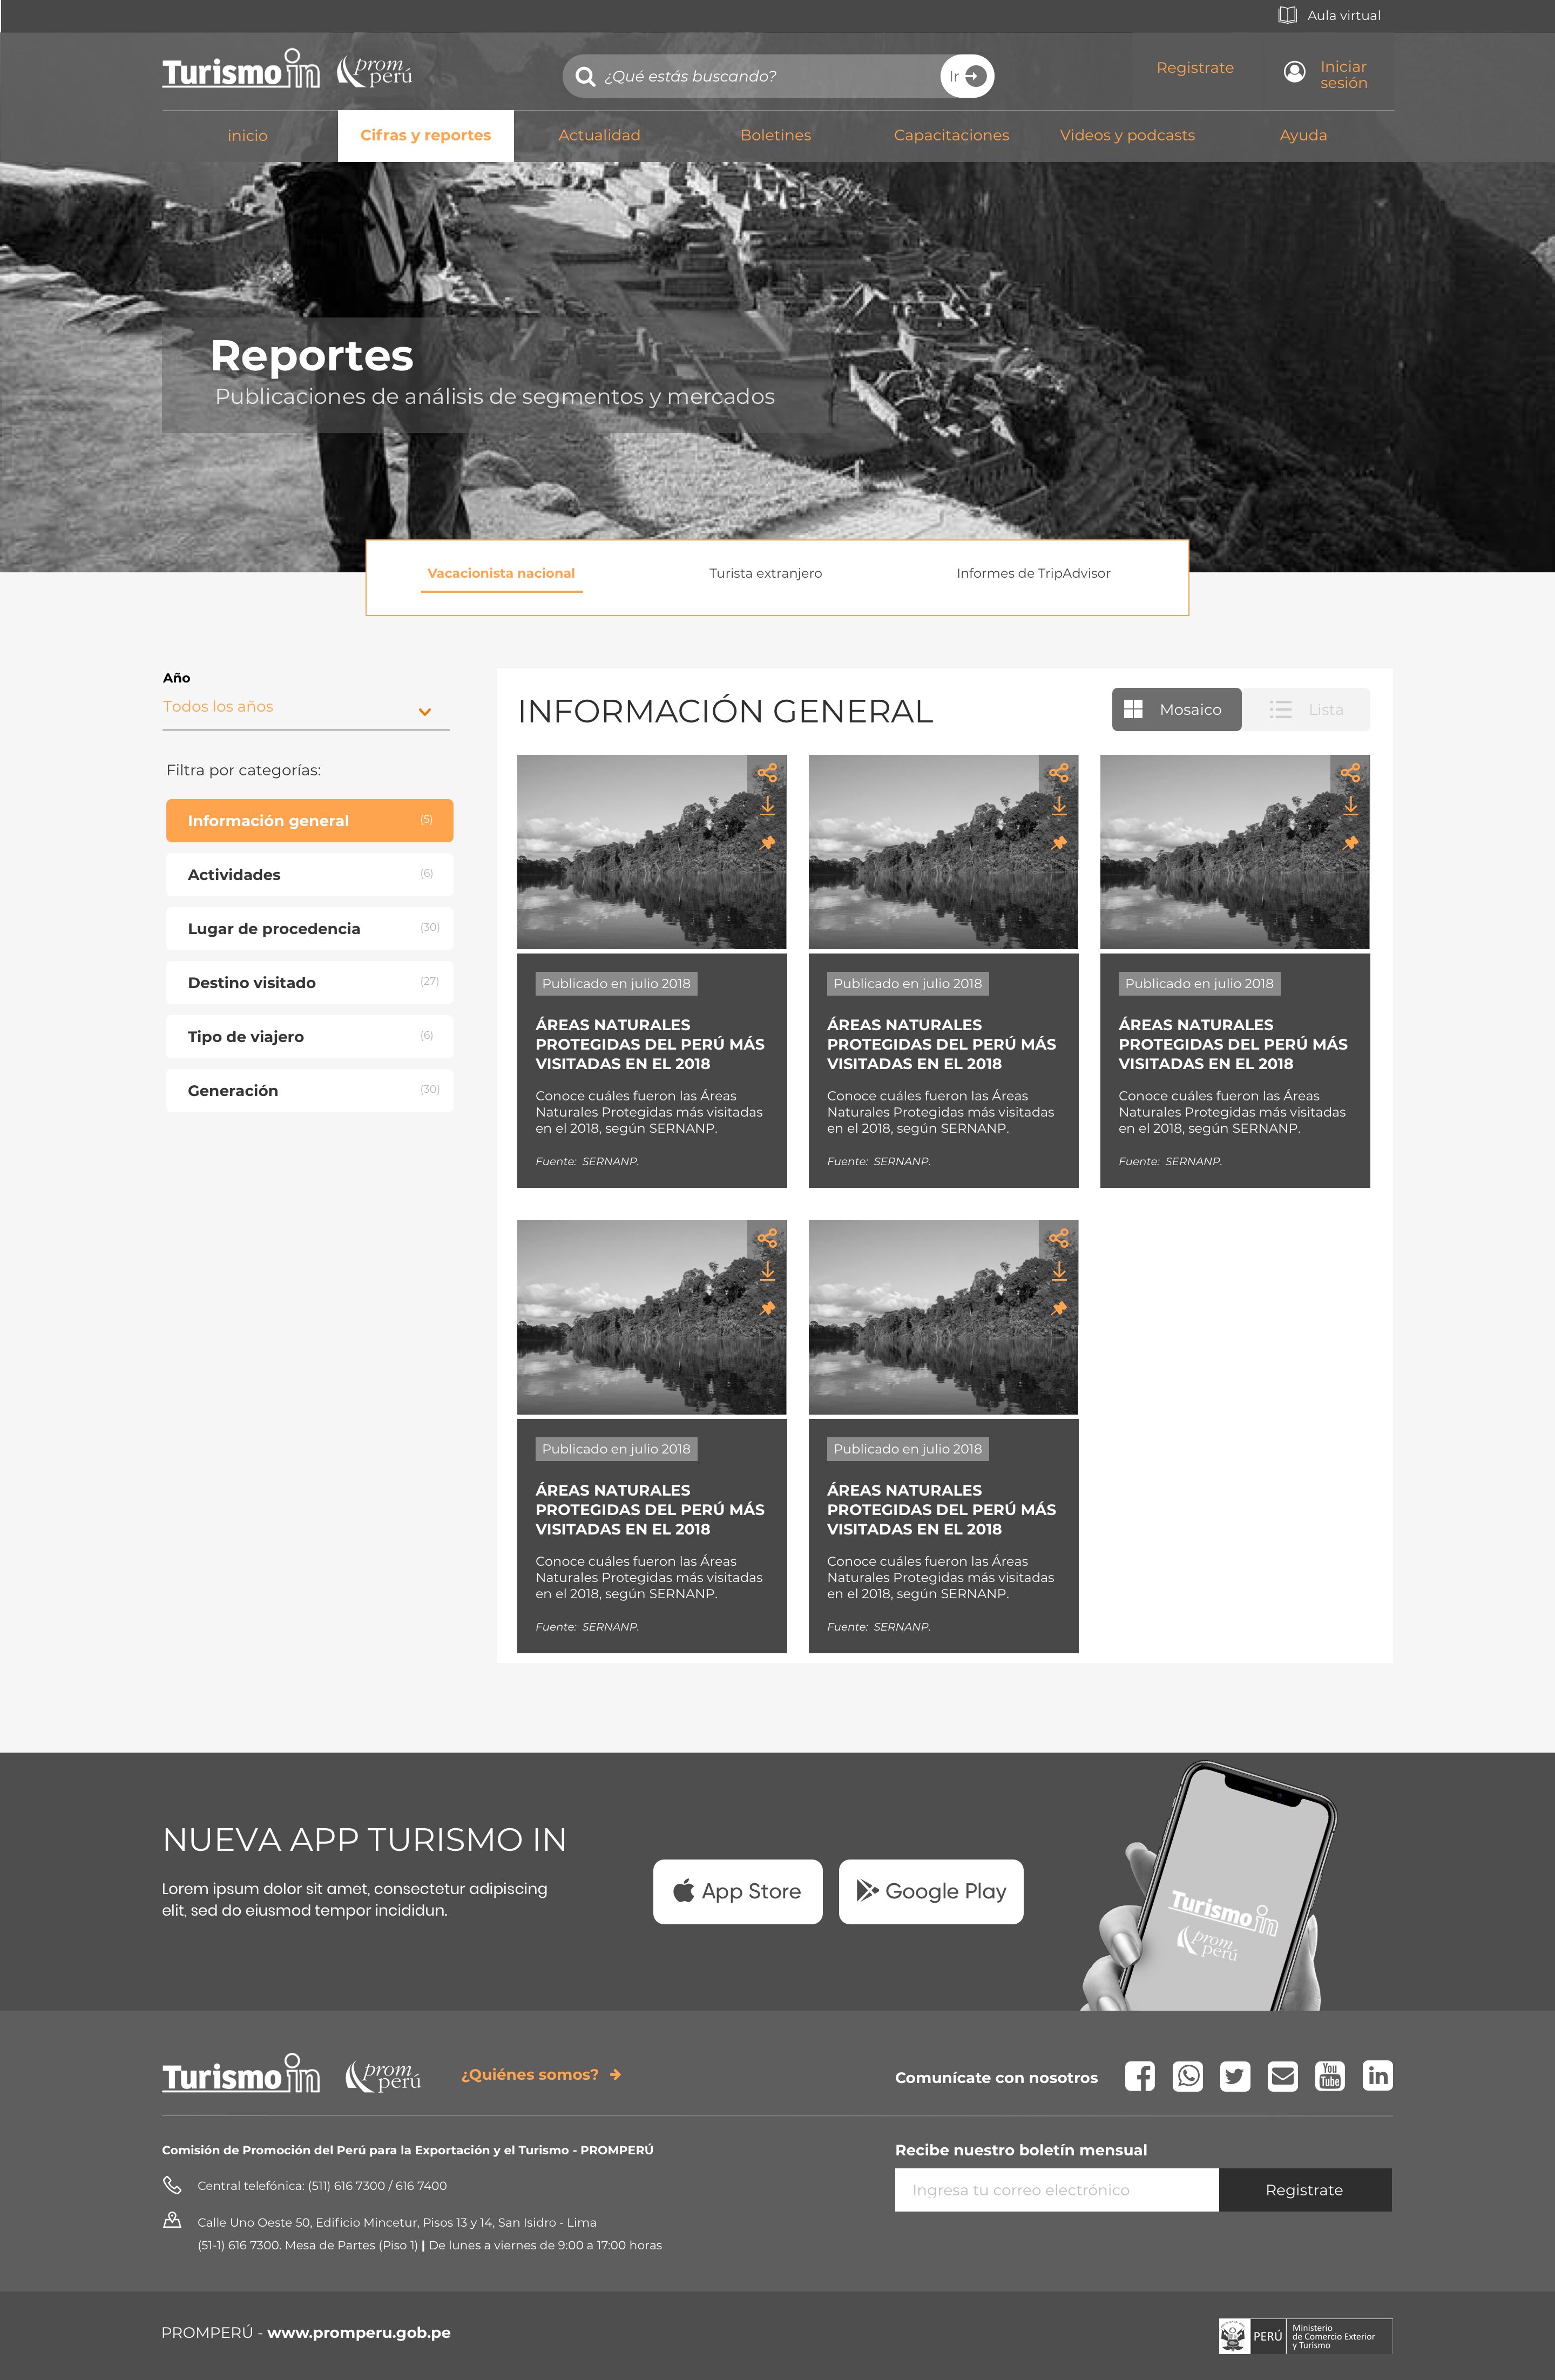 Aula virtual
Turismo in
prom
perú
¿Qué estás buscando?
Ir
Registrate
Iniciar
sesión
inicio
Cifras y reportes
Actualidad
Boletines
Capacitaciones
Videos y podcasts
Ayuda
Reportes
Publicaciones de análisis de segmentos y mercados
Vacacionista nacional
Turista extranjero
Informes de TripAdvisor
Año
Todos los años
Filtra por categorías:
Información general (5)
Actividades (6)
Lugar de procedencia (30)
Destino visitado (27)
Tipo de viajero (6)
Generación (30)
INFORMACIÓN GENERAL
Mosaico
Lista
Publicado en julio 2018
ÁREAS NATURALES
PROTEGIDAS DEL PERÚ MÁS
VISITADAS EN EL 2018
Conoce cuáles fueron las Áreas
Naturales Protegidas más visitadas
en el 2018, según SERNANP.
Fuente: SERNANP.
Publicado en julio 2018
ÁREAS NATURALES
PROTEGIDAS DEL PERÚ MÁS
VISITADAS EN EL 2018
Conoce cuáles fueron las Áreas
Naturales Protegidas más visitadas
en el 2018, según SERNANP.
Fuente: SERNANP.
Publicado en julio 2018
ÁREAS NATURALES
PROTEGIDAS DEL PERÚ MÁS
VISITADAS EN EL 2018
Conoce cuáles fueron las Áreas
Naturales Protegidas más visitadas
en el 2018, según SERNANP.
Fuente: SERNANP.
Publicado en julio 2018
ÁREAS NATURALES
PROTEGIDAS DEL PERÚ MÁS
VISITADAS EN EL 2018
Conoce cuáles fueron las Áreas
Naturales Protegidas más visitadas
en el 2018, según SERNANP.
Fuente: SERNANP.
Publicado en julio 2018
ÁREAS NATURALES
PROTEGIDAS DEL PERÚ MÁS
VISITADAS EN EL 2018
Conoce cuáles fueron las Áreas
Naturales Protegidas más visitadas
en el 2018, según SERNANP.
Fuente: SERNANP.
NUEVA APP TURISMO IN
Lorem ipsum dolor sit amet, consectetur adipiscing
elit, sed do eiusmod tempor incididun.
App Store
Google Play
Turismo in
prom
perú
Turismo in
prom
perú
¿Quiénes somos?
Comunícate con nosotros
You
Tube
in
Comisión de Promoción del Perú para la Exportación y el Turismo - PROMPERÚ
Central telefónica: (511) 616 7300 / 616 7400
Calle Uno Oeste 50, Edificio Mincetur, Pisos 13 y 14, San Isidro - Lima
(51-1) 616 7300. Mesa de Partes (Piso 1) | De lunes a viernes de 9:00 a 17:00 horas
Recibe nuestro boletín mensual
Ingresa tu correo electrónico
Registrate
PROMPERÚ - www.promperu.gob.pe
PERÚ
Ministerio
de Comercio Exterior
y Turismo